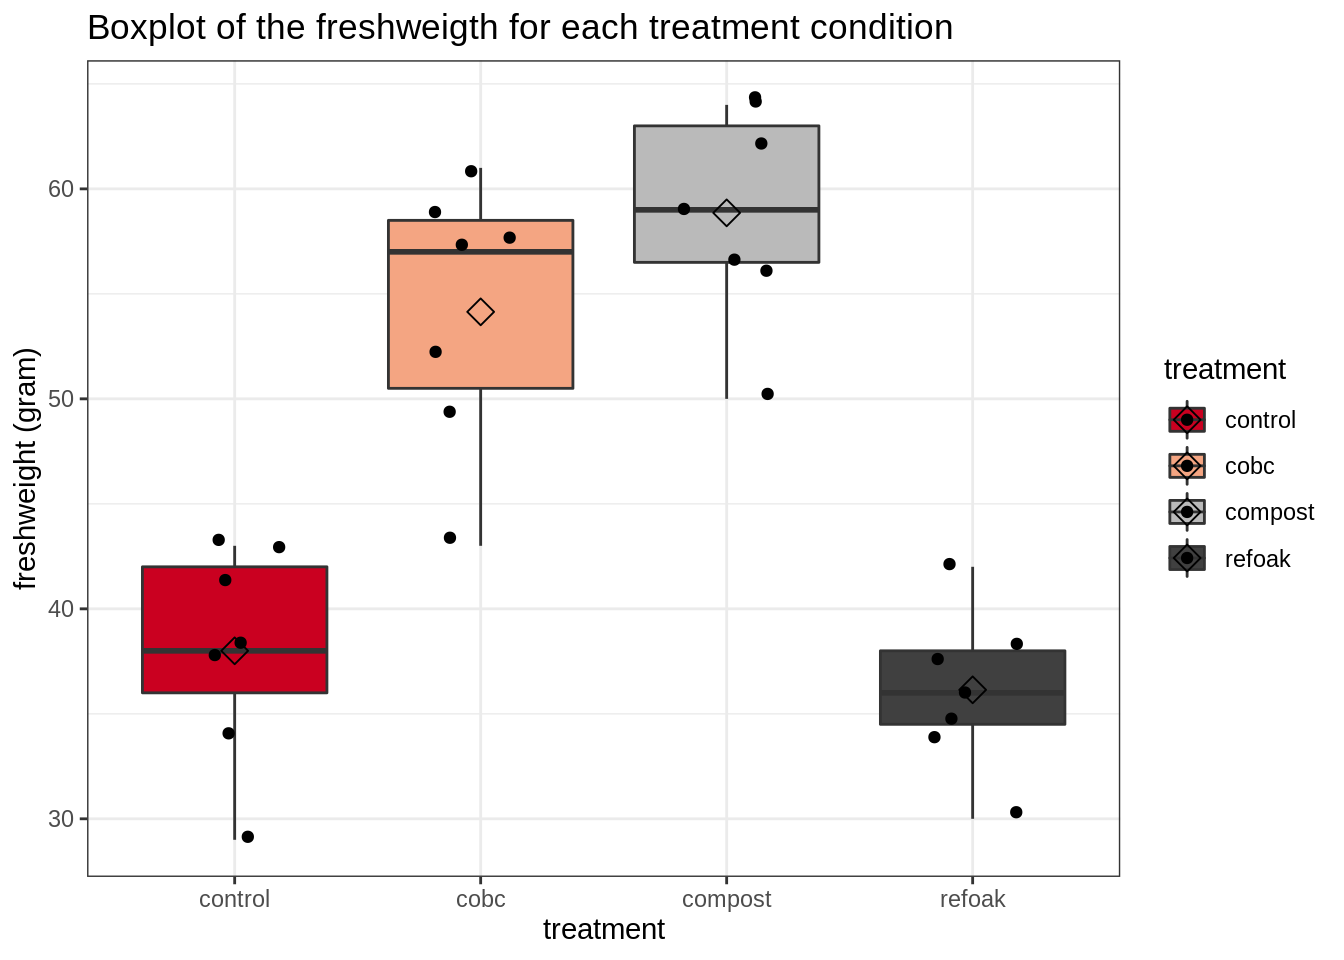 Boxplot of the freshweigth for each treatment condition
freshweight (gram)
60
50
40
30
control
cobc
compost
refoak
treatment
treatment
control
cobc
compost
refoak